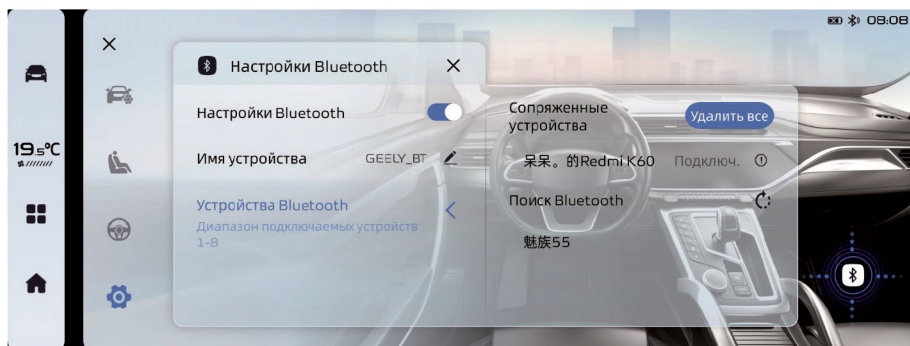 08:08
Настройки Bluetooth
Настройки Bluetooth
Имя устройства GEELY_BT
Устройства Bluetooth
Диапазон подключаемых устройств
1-8
Сопряженные
устройства
Удалить все
呆呆。的Redmi K60 Подключ.
Поиск Bluetooth
魅族55
19.5°C